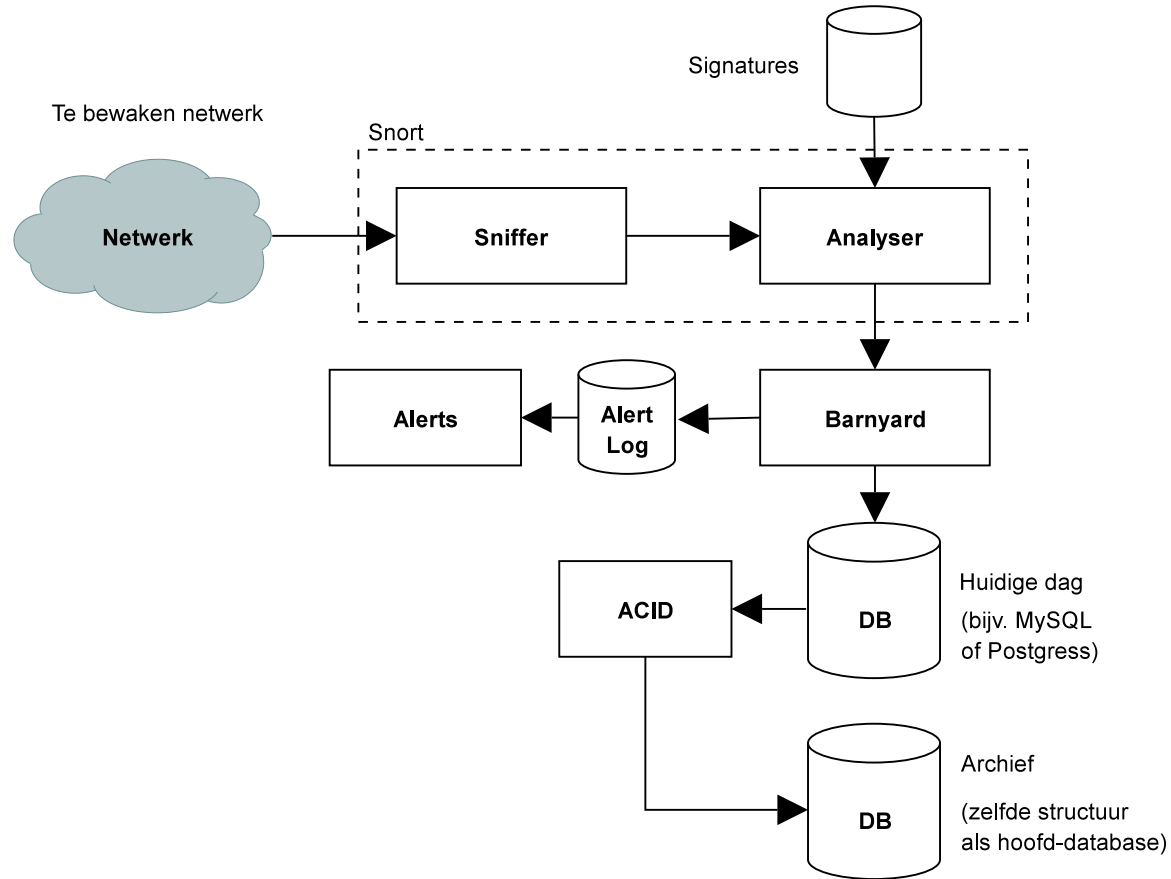 Signatures
Te bewaken netwerk
Snort
Netwerk
Sniffer
Analyser
Alerts
Alert
Log
Barnyard
ACID
DB
Huidige dag
(bijv. MySQL
of Postgress)
DB
Archief
(zelfde structuur
als hoofd-database)